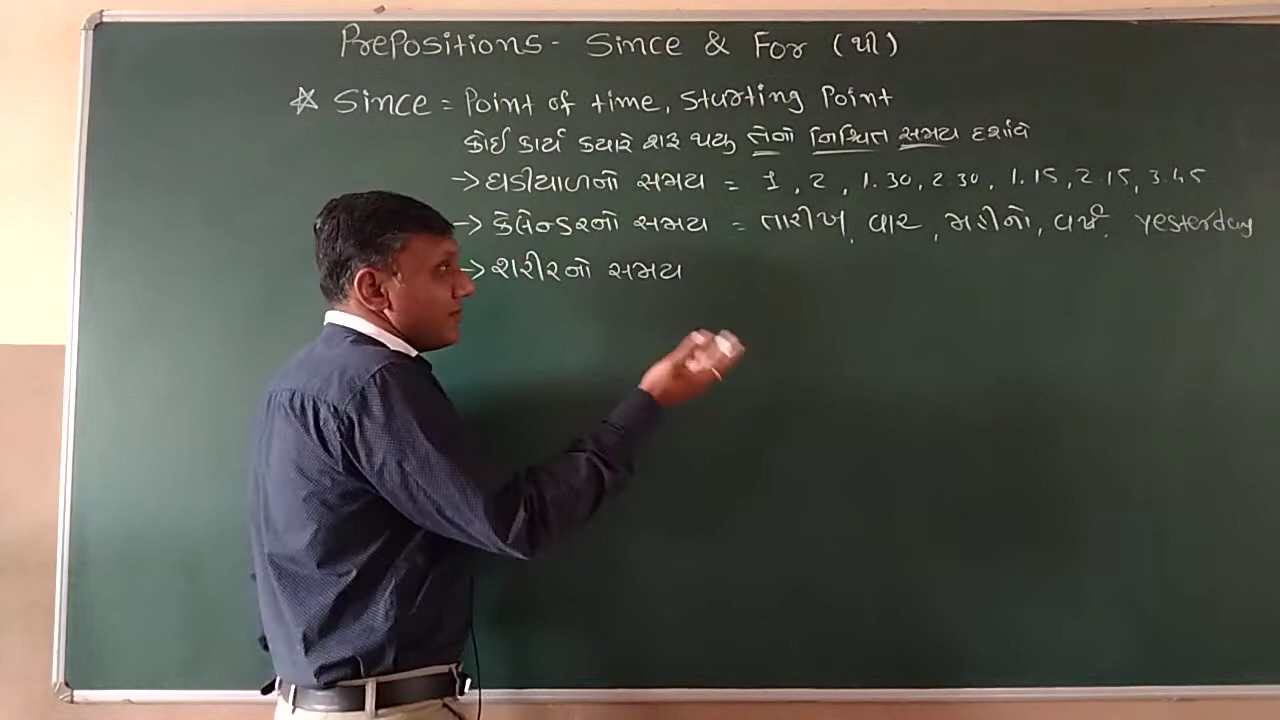 Prepositions - Since & For (થી)
☆ Since = Point of time, Starting Point
કોઈ કાર્ય ક્યારે શરૂ થયુ તેનો નિશ્ચિત સમય દર્શાવે
→ ઘડીયાળનો સમય = 1, 2, 1.30, 2.30, 1.15, 2.15, 3.45
→ કેલેન્ડરનો સમય = તારીખ, વાર, મહીનો, વર્ષ, yesterday
→ શરીરનો સમય